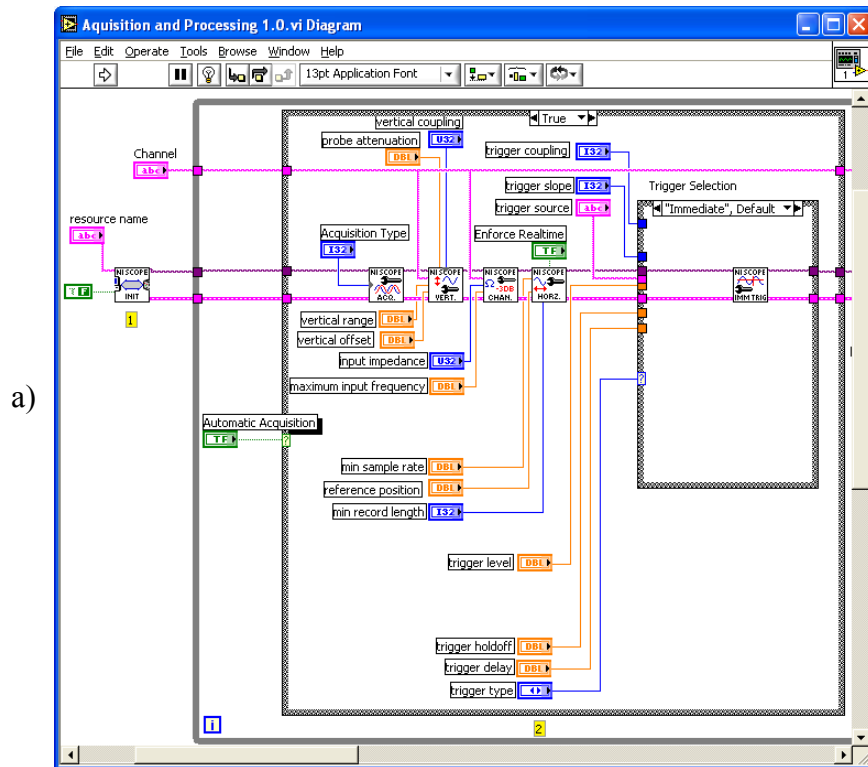 Aquisition and Processing 1.0.vi Diagram
File Edit Operate Tools Browse Window Help
13pt Application Font
1
True
vertical coupling
U32
probe attenuation
DBL
Channel
abc
trigger coupling
I32
trigger slope
I32
Trigger Selection
trigger source
abc
"Immediate", Default
resource name
abc
Acquisition Type
I32
Enforce Realtime
TF
T F
NI SCOPE
INIT
NI SCOPE
ACQ.
NI SCOPE
VERT.
NI SCOPE
Ω -3DB
CHAN.
NI SCOPE
HORZ.
NI SCOPE
IMM TRIG
1
vertical range
DBL
vertical offset
DBL
input impedance
U32
maximum input frequency
DBL
?
a)
Automatic Acquisition
TF
?
min sample rate
DBL
reference position
DBL
min record length
I32
trigger level
DBL
trigger holdoff
DBL
trigger delay
DBL
trigger type
i
2